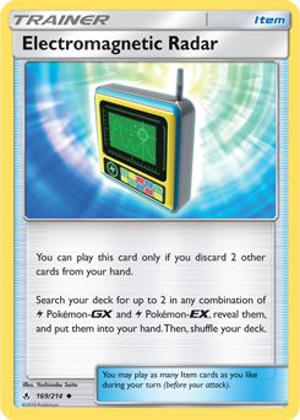 TRAINER Item
Electromagnetic Radar
You can play this card only if you discard 2 other
cards from your hand.
Search your deck for up to 2 in any combination of
Pokémon-GX and Pokémon-EX, reveal them,
and put them into your hand. Then, shuffle your deck.
Illus. Yoshinobu Saito
169/214
©2019 Pokémon
You may play as many Item cards as you like
during your turn (before your attack).